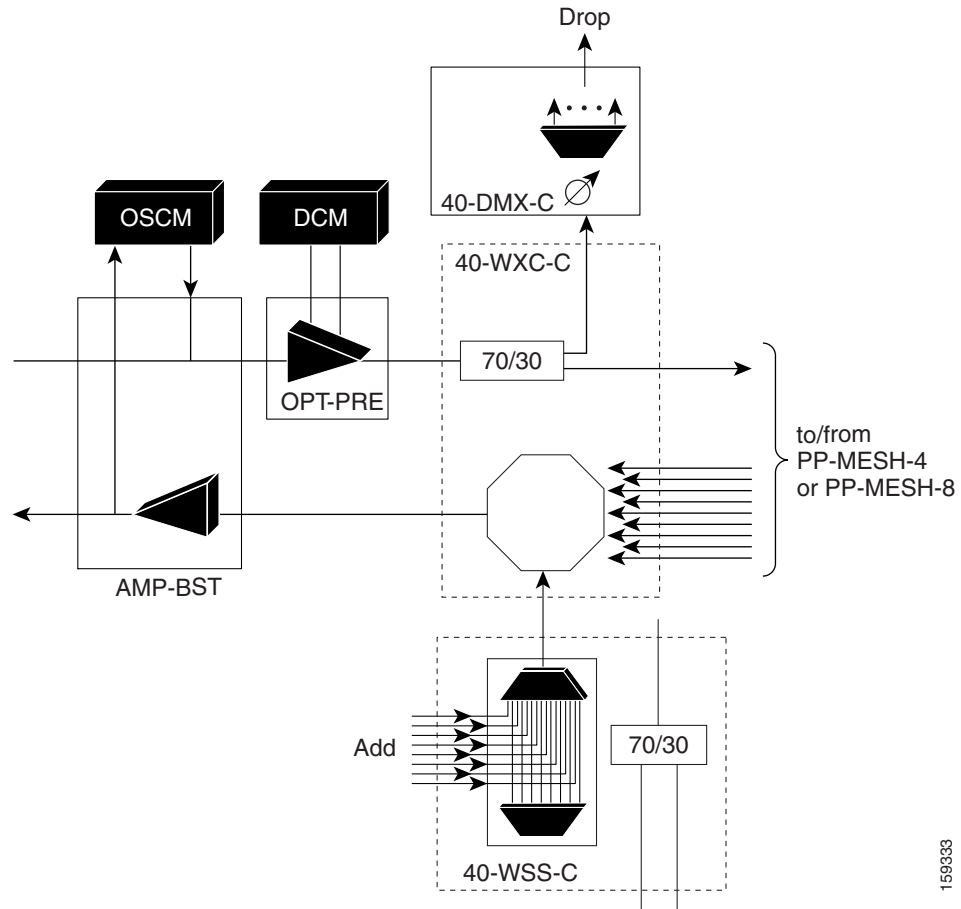 Drop
40-DMX-C
OSCM
DCM
40-WXC-C
70/30
OPT-PRE
to/from
PP-MESH-4
or PP-MESH-8
AMP-BST
Add
70/30
40-WSS-C
159333